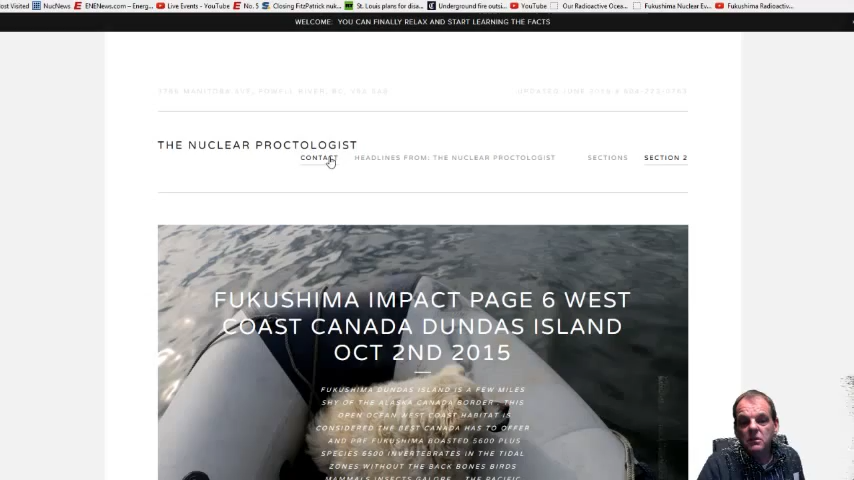 ost Visited NucNews ENENews.com – Energ... Live Events - YouTube No. 5 Closing FitzPatrick nuk... St. Louis plans for disa... Underground fire outsi... YouTube Our Radioactive Ocea... Fukushima Nuclear Ev... Fukushima Radioactiv...
WELCOME: YOU CAN FINALLY RELAX AND START LEARNING THE FACTS
THE NUCLEAR PROCTOLOGIST
CONTACT HEADLINES FROM: THE NUCLEAR PROCTOLOGIST SECTIONS SECTION 2
FUKUSHIMA IMPACT PAGE 6 WEST
COAST CANADA DUNDAS ISLAND
OCT 2ND 2015
FUKUSHIMA DUNDAS ISLAND IS A FEW MILES
SHY OF THE ALASKA CANADA BORDER THIS
OPEN OCEAN WEST COAST HABITAT IS
CONSIDERED THE BEST CANADA HAS TO OFFER
AND PRE FUKUSHIMA BOASTED 5600 PLUS
SPECIES 6500 INVERTEBRATES IN THE TIDAL
ZONES WITHOUT THE BACK BONES BIRDS
MAMMALS INSECTS GALORE THE PACIFIC